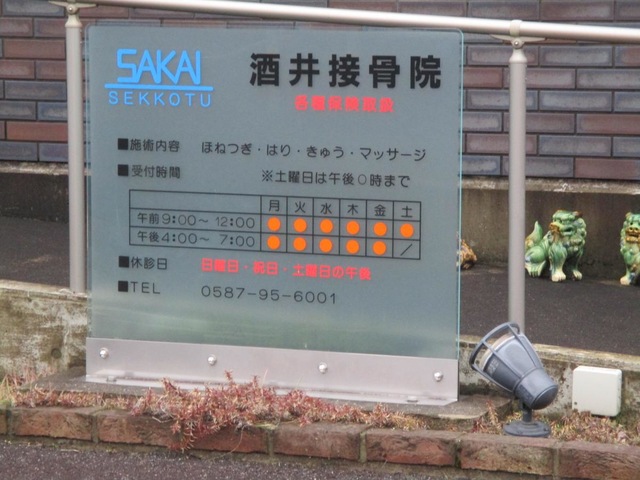 SAKAI
SEKKOTU
酒井接骨院
各種保険取扱
■施術内容 ほねつぎ・はり・きゅう・マッサージ
■受付時間 ※土曜日は午後0時まで
月 火 水 木 金 土
午前9:00～12:00 ● ● ● ● ● ●
午後4:00～7:00 ● ● ● ● ● ／
■休診日 日曜日・祝日・土曜日の午後
■TEL 0587-95-6001